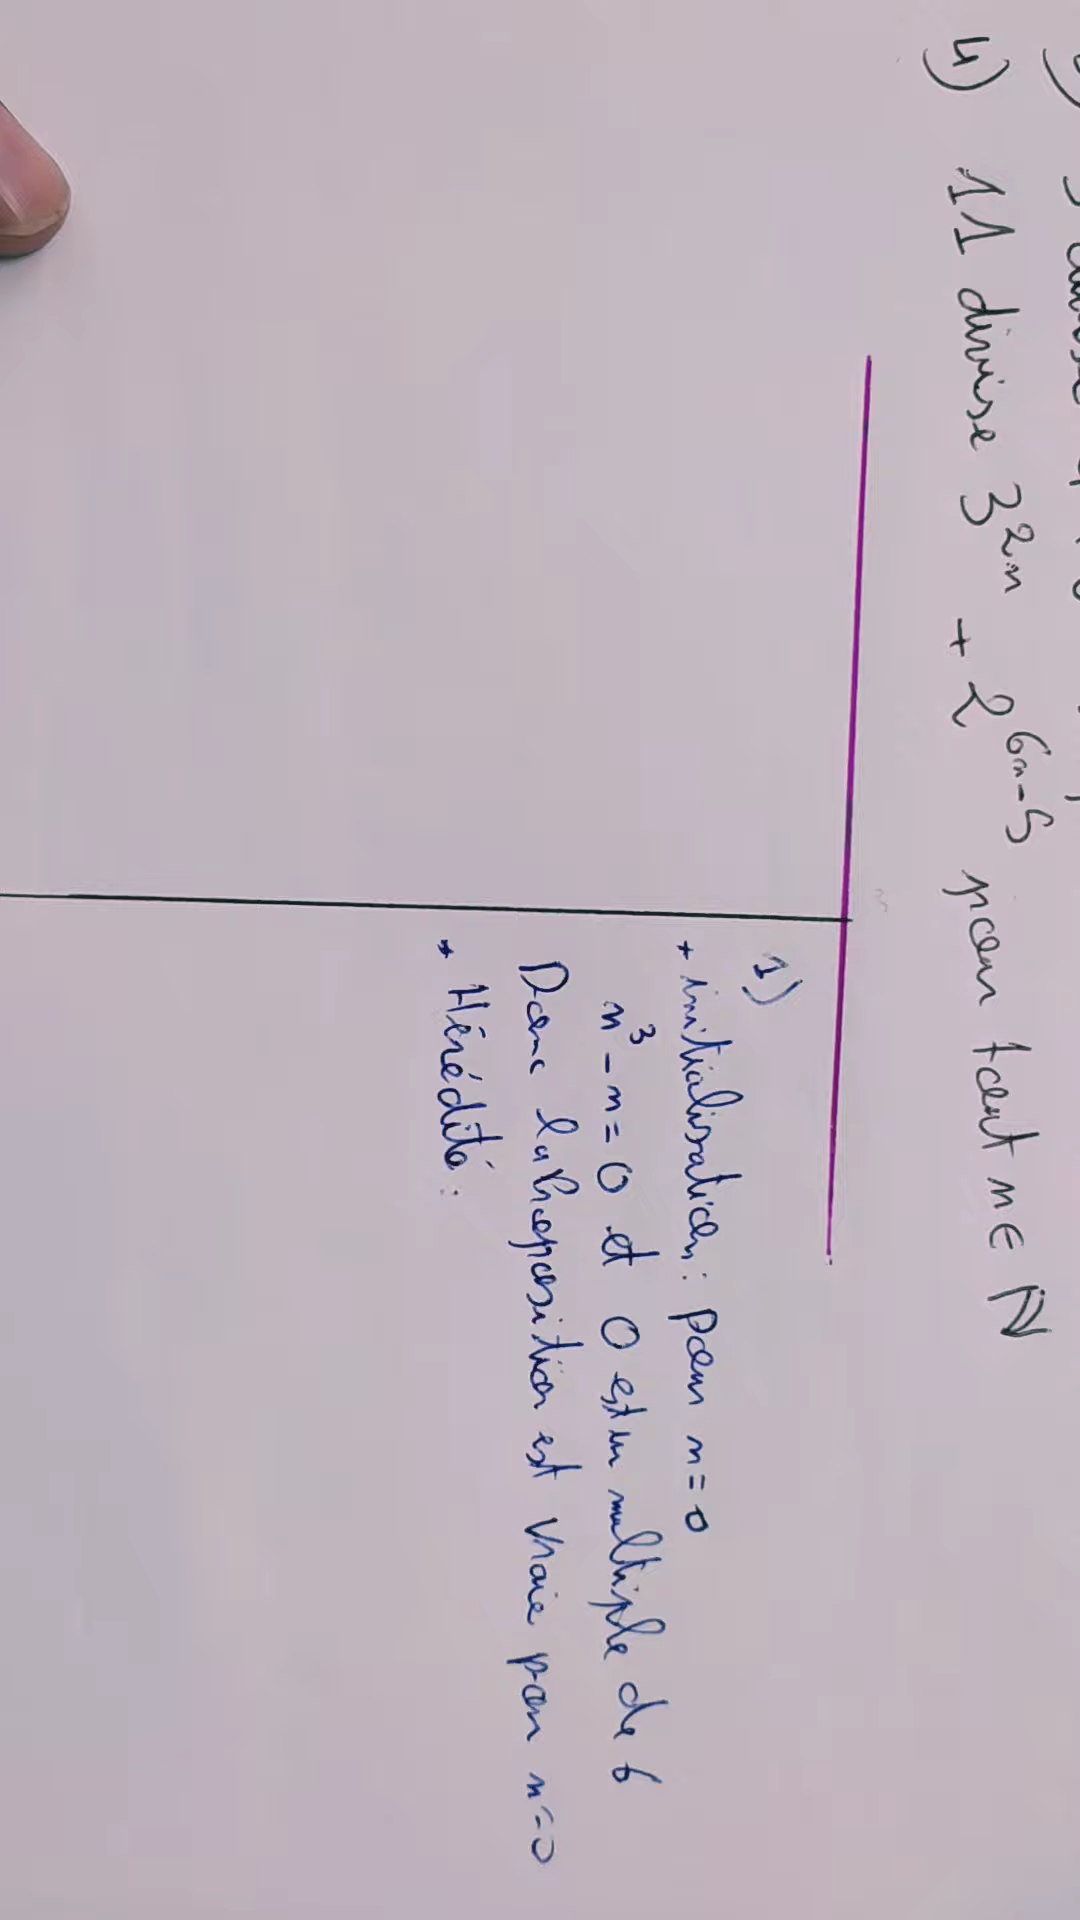 4) 11 divise 3^2n + 2^6n-5 pour tout n ∈ ℕ
1)
+ initialisation : pour n = 0
n³ - n = 0 et 0 est un multiple de 6
Donc la Proposition est vraie pour n=0
+ Hérédité :